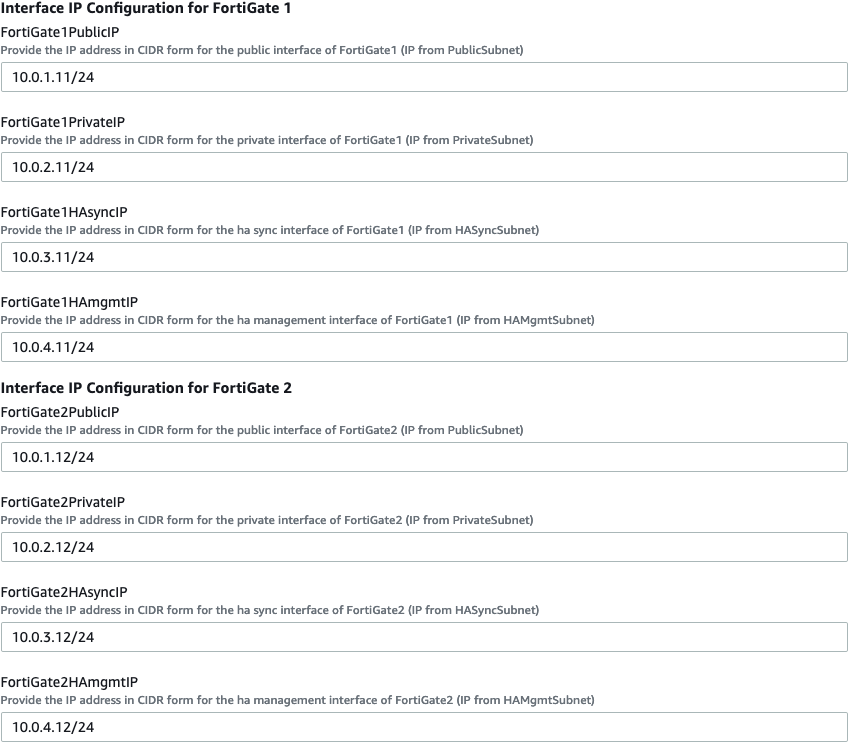 Interface IP Configuration for FortiGate 1
FortiGate1PublicIP
Provide the IP address in CIDR form for the public interface of FortiGate1 (IP from PublicSubnet)
10.0.1.11/24
FortiGate1PrivateIP
Provide the IP address in CIDR form for the private interface of FortiGate1 (IP from PrivateSubnet)
10.0.2.11/24
FortiGate1HAsyncIP
Provide the IP address in CIDR form for the ha sync interface of FortiGate1 (IP from HASyncSubnet)
10.0.3.11/24
FortiGate1HAmgmtIP
Provide the IP address in CIDR form for the ha management interface of FortiGate1 (IP from HAMgmtSubnet)
10.0.4.11/24
Interface IP Configuration for FortiGate 2
FortiGate2PublicIP
Provide the IP address in CIDR form for the public interface of FortiGate2 (IP from PublicSubnet)
10.0.1.12/24
FortiGate2PrivateIP
Provide the IP address in CIDR form for the private interface of FortiGate2 (IP from PrivateSubnet)
10.0.2.12/24
FortiGate2HAsyncIP
Provide the IP address in CIDR form for the ha sync interface of FortiGate2 (IP from HASyncSubnet)
10.0.3.12/24
FortiGate2HAmgmtIP
Provide the IP address in CIDR form for the ha management interface of FortiGate2 (IP from HAMgmtSubnet)
10.0.4.12/24